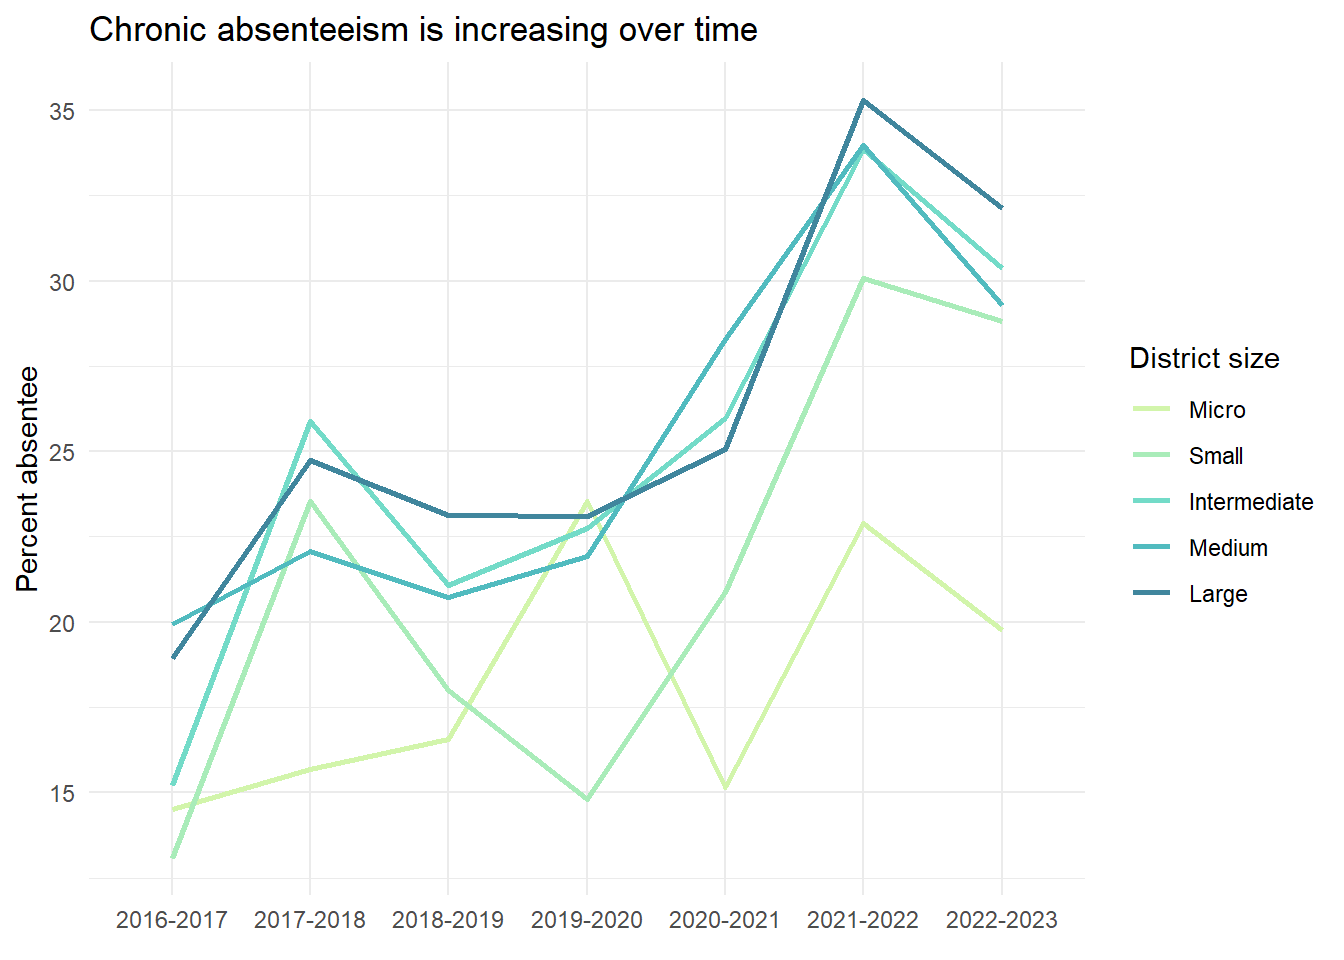 Chronic absenteeism is increasing over time
Percent absentee
35
30
25
20
15
2016-2017
2017-2018
2018-2019
2019-2020
2020-2021
2021-2022
2022-2023
District size
Micro
Small
Intermediate
Medium
Large